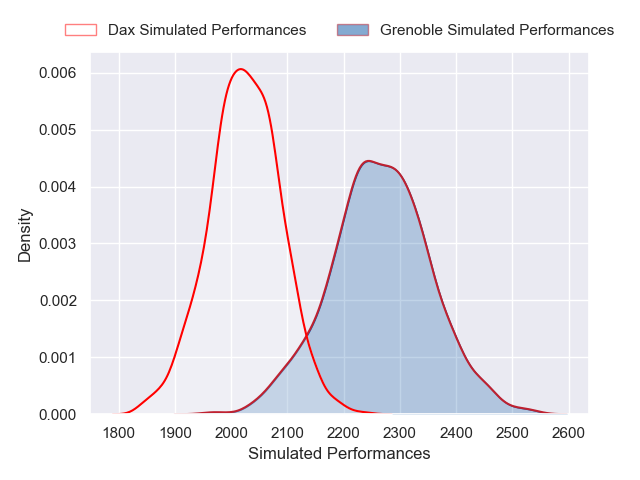 Dax Simulated Performances
Grenoble Simulated Performances
0.006
0.005
0.004
0.003
0.002
0.001
0.000
Density
1800 1900 2000 2100 2200 2300 2400 2500 2600
Simulated Performances